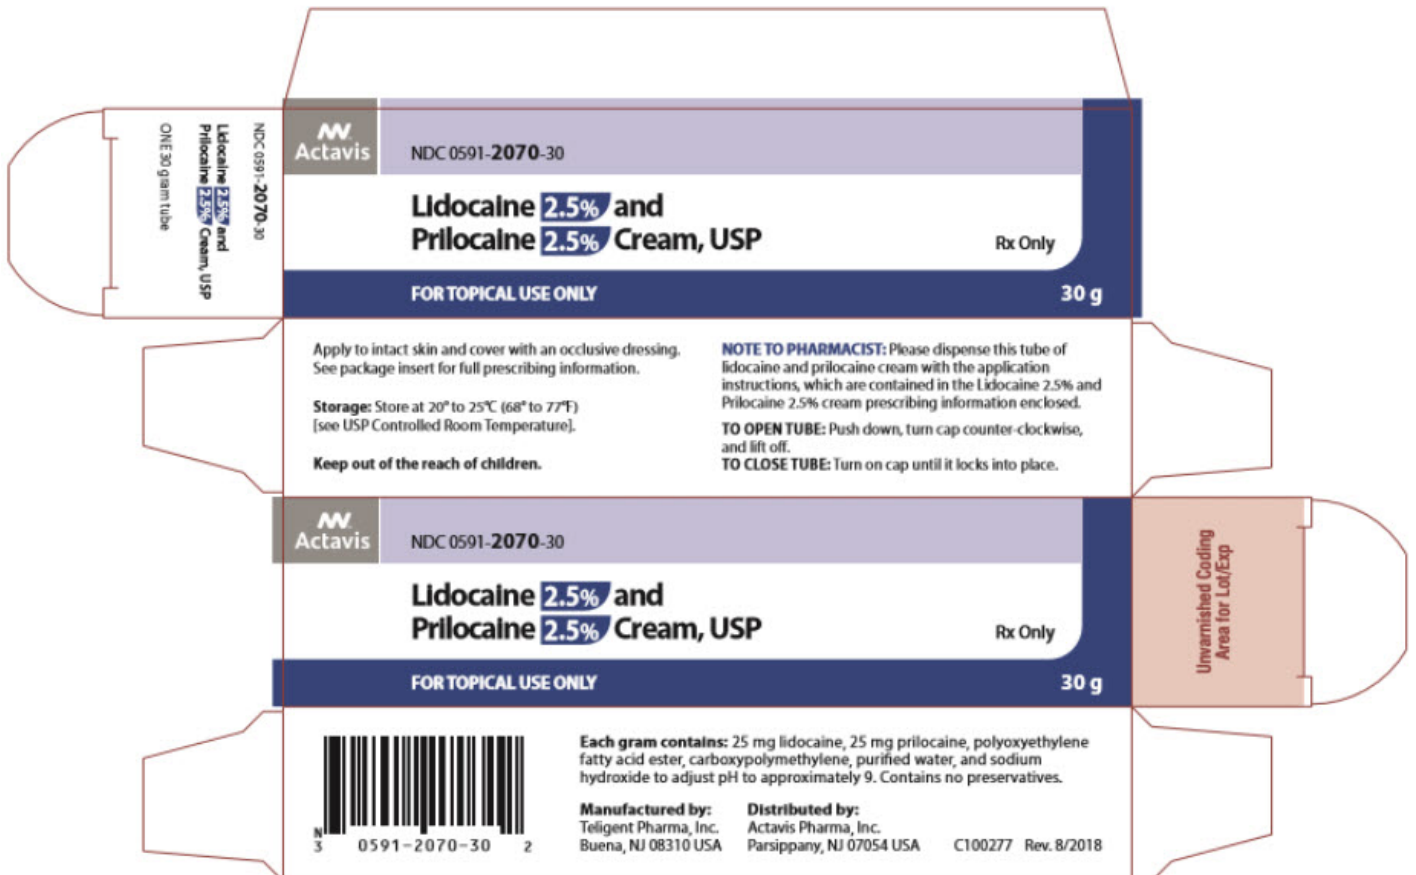 NDC 0591-2070-30
Lidocaine 2.5% and
Prilocaine 2.5% Cream, USP
ONE 30 gram tube
Actavis
NDC 0591-2070-30
Lidocaine 2.5% and
Prilocaine 2.5% Cream, USP
Rx Only
FOR TOPICAL USE ONLY
30 g
Apply to intact skin and cover with an occlusive dressing.
See package insert for full prescribing information.
Storage: Store at 20° to 25°C (68° to 77°F)
[see USP Controlled Room Temperature].
Keep out of the reach of children.
NOTE TO PHARMACIST: Please dispense this tube of
lidocaine and prilocaine cream with the application
instructions, which are contained in the Lidocaine 2.5% and
Prilocaine 2.5% cream prescribing information enclosed.
TO OPEN TUBE: Push down, turn cap counter-clockwise,
and lift off.
TO CLOSE TUBE: Turn on cap until it locks into place.
Actavis
NDC 0591-2070-30
Lidocaine 2.5% and
Prilocaine 2.5% Cream, USP
Rx Only
FOR TOPICAL USE ONLY
30 g
Unvarnished Coding
Area for Lot/Exp
N
3 0591-2070-30 2
Each gram contains: 25 mg lidocaine, 25 mg prilocaine, polyoxyethylene
fatty acid ester, carboxypolymethylene, purified water, and sodium
hydroxide to adjust pH to approximately 9. Contains no preservatives.
Manufactured by:
Teligent Pharma, Inc.
Buena, NJ 08310 USA
Distributed by:
Actavis Pharma, Inc.
Parsippany, NJ 07054 USA
C100277 Rev. 8/2018